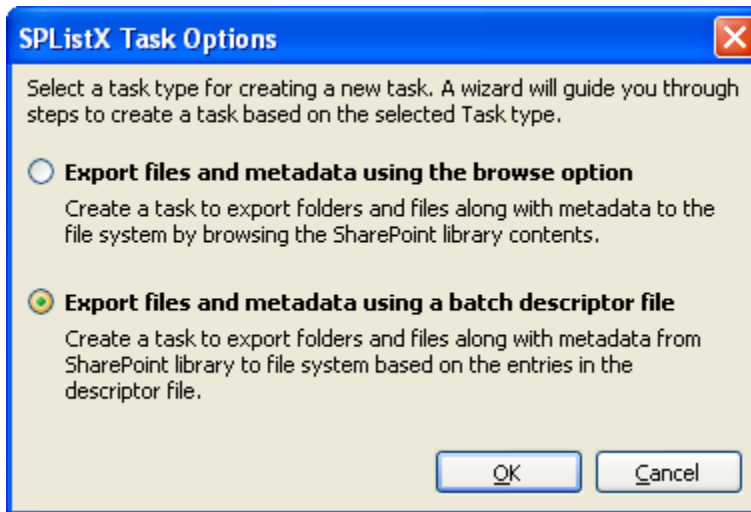 SPListX Task Options
Select a task type for creating a new task. A wizard will guide you through
steps to create a task based on the selected Task type.
Export files and metadata using the browse option
Create a task to export folders and files along with metadata to the
file system by browsing the SharePoint library contents.
Export files and metadata using a batch descriptor file
Create a task to export folders and files along with metadata from
SharePoint library to file system based on the entries in the
descriptor file.
OK
Cancel